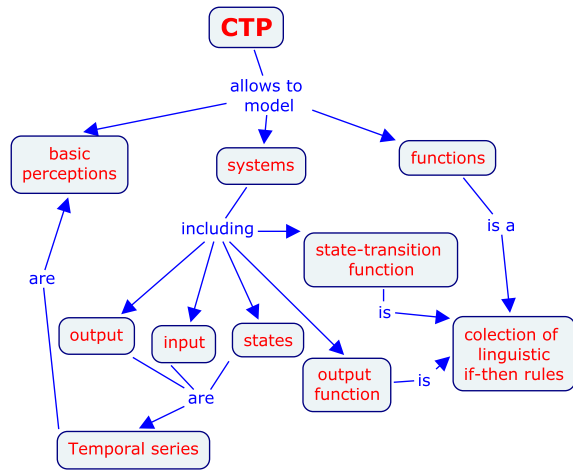 CTP
allows to
model
basic
perceptions
systems
functions
including
is a
state-transition
function
are
is
output
input
states
colection of
linguistic
if-then rules
output
function
is
are
Temporal series